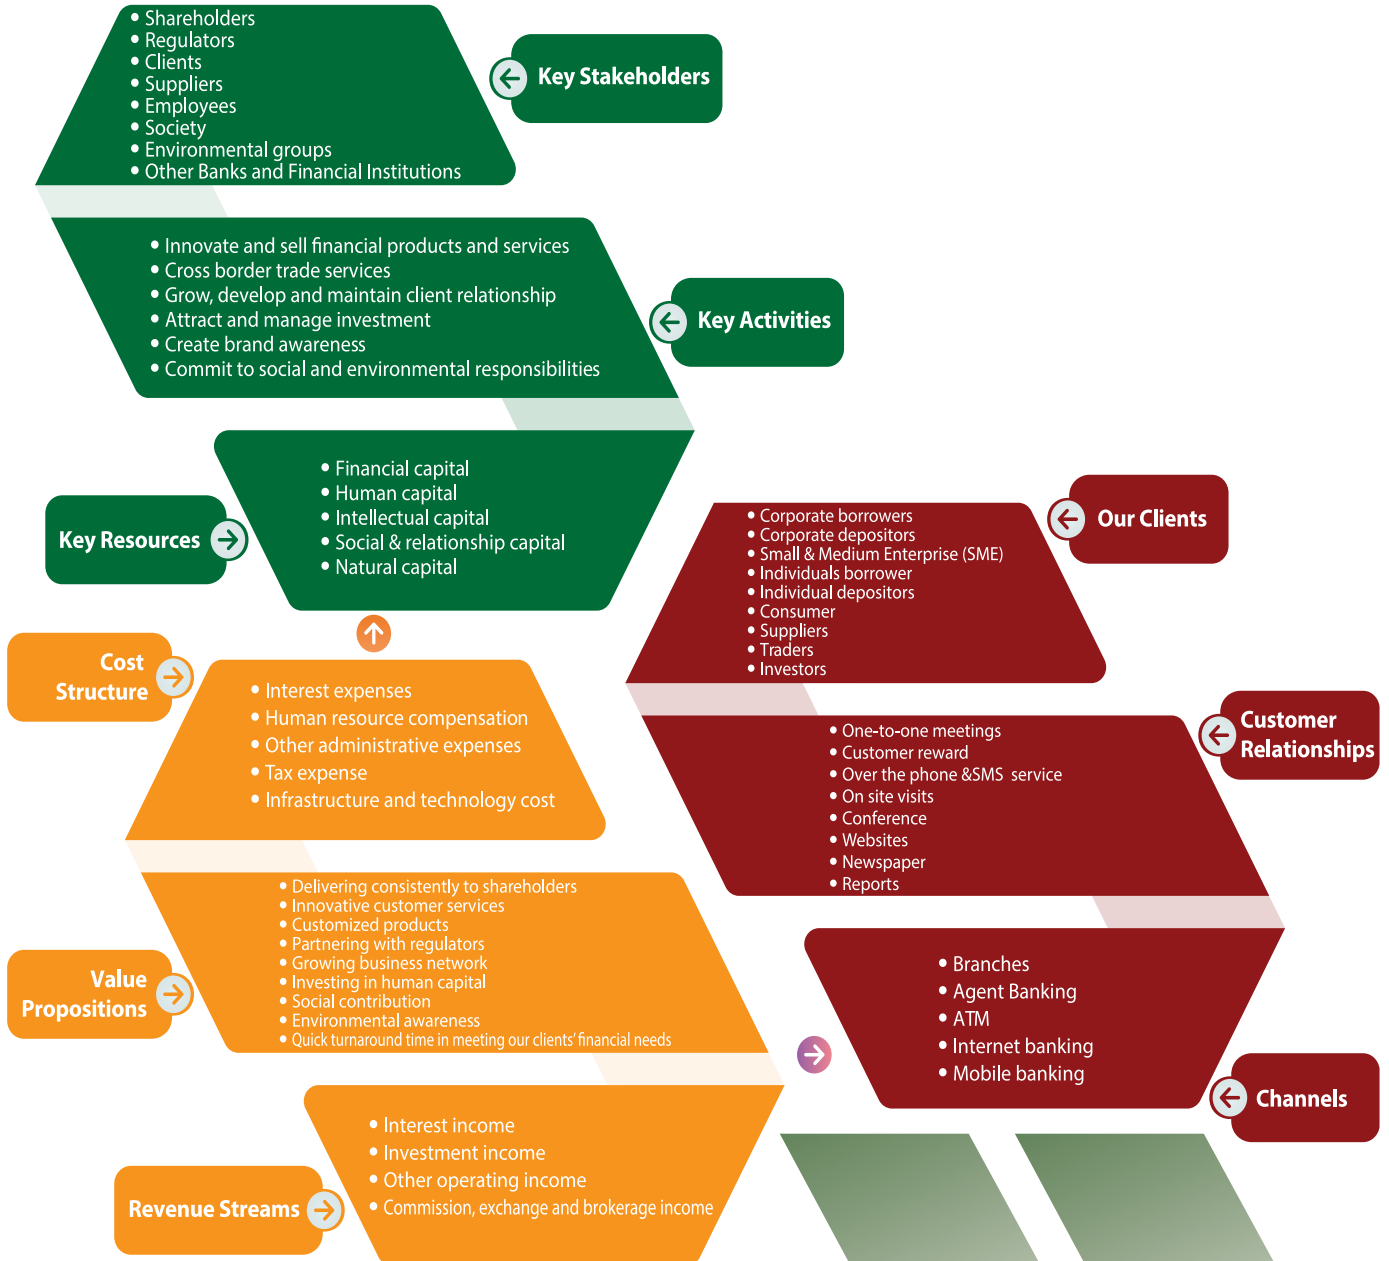 • Shareholders
• Regulators
• Clients
• Suppliers
• Employees
• Society
• Environmental groups
• Other Banks and Financial Institutions
Key Stakeholders
• Innovate and sell financial products and services
• Cross border trade services
• Grow, develop and maintain client relationship
• Attract and manage investment
• Create brand awareness
• Commit to social and environmental responsibilities
Key Activities
Key Resources
• Financial capital
• Human capital
• Intellectual capital
• Social & relationship capital
• Natural capital
Cost
Structure
• Interest expenses
• Human resource compensation
• Other administrative expenses
• Tax expense
• Infrastructure and technology cost
Value
Propositions
• Delivering consistently to shareholders
• Innovative customer services
• Customized products
• Partnering with regulators
• Growing business network
• Investing in human capital
• Social contribution
• Environmental awareness
• Quick turnaround time in meeting our clients' financial needs
Revenue Streams
• Interest income
• Investment income
• Other operating income
• Commission, exchange and brokerage income
• Corporate borrowers
• Corporate depositors
• Small & Medium Enterprise (SME)
• Individuals borrower
• Individual depositors
• Consumer
• Suppliers
• Traders
• Investors
Our Clients
• One-to-one meetings
• Customer reward
• Over the phone &SMS service
• On site visits
• Conference
• Websites
• Newspaper
• Reports
Customer
Relationships
• Branches
• Agent Banking
• ATM
• Internet banking
• Mobile banking
Channels